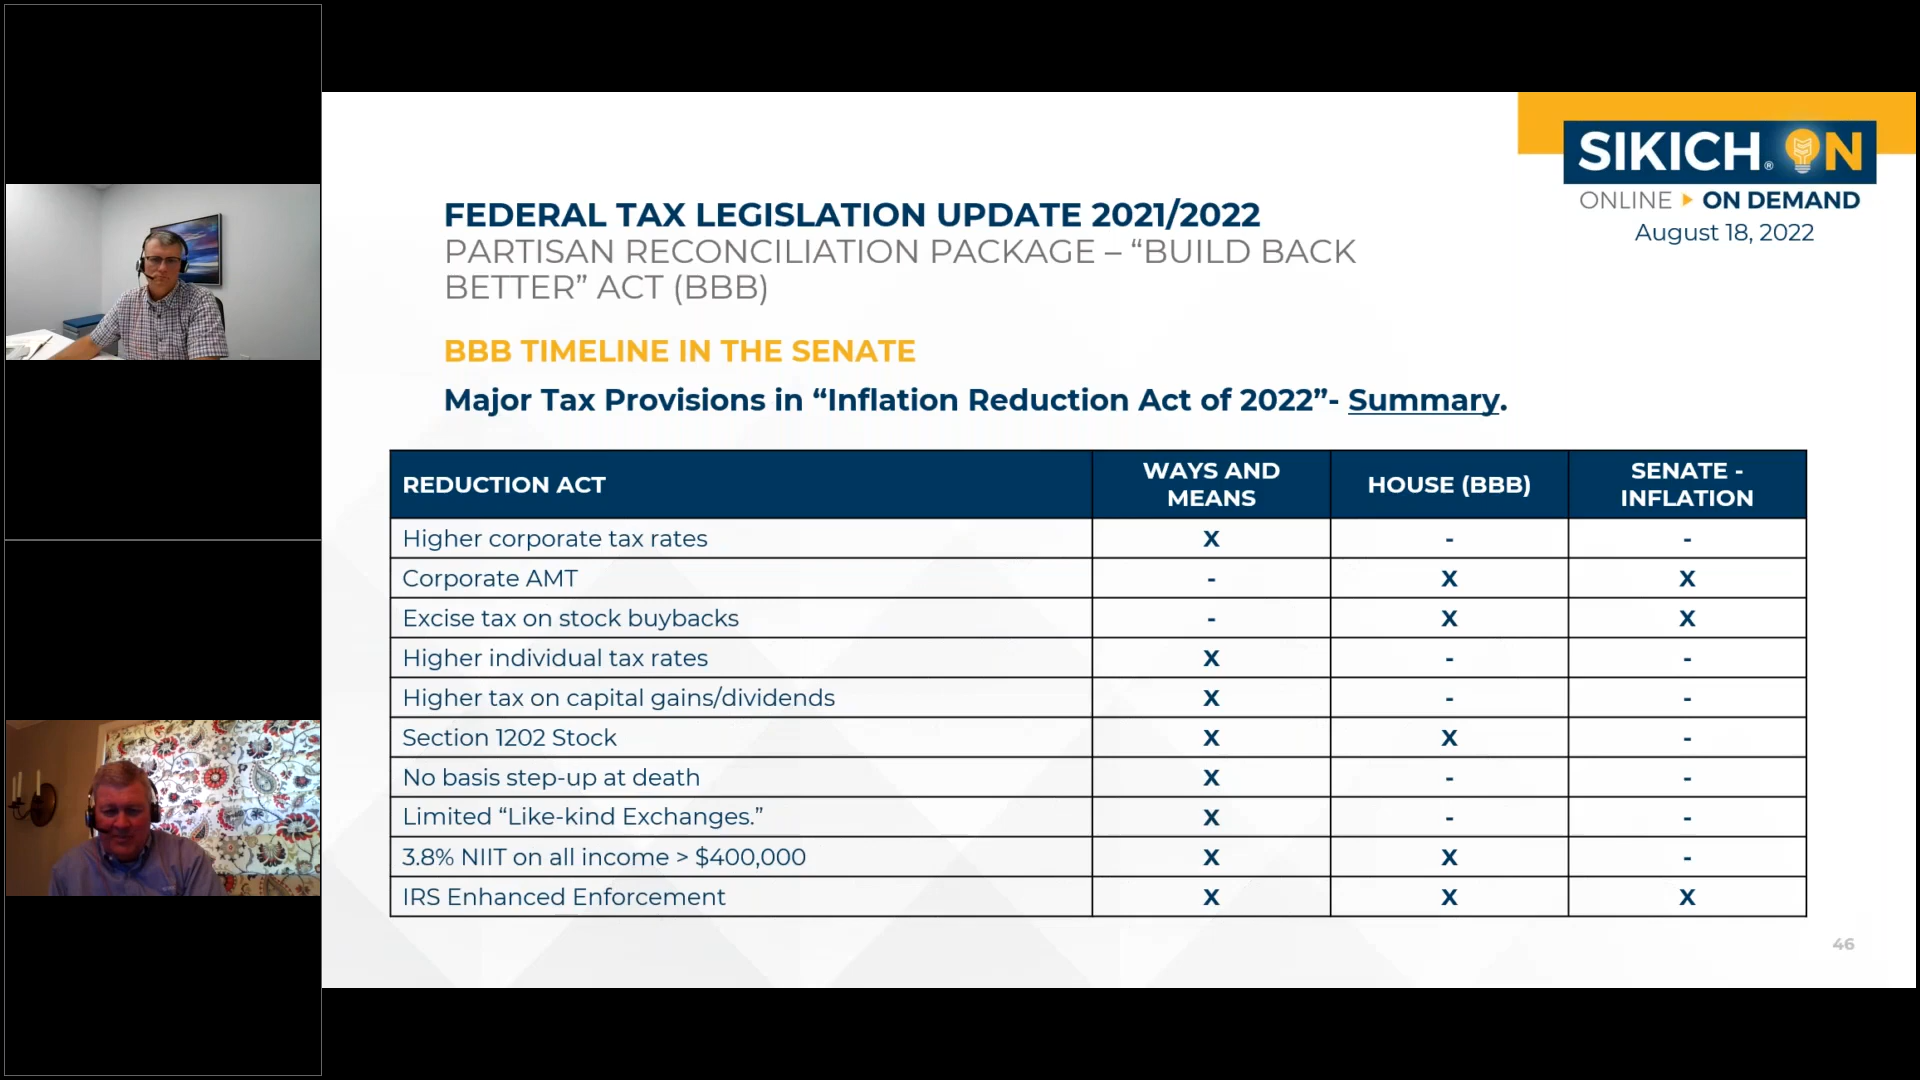 SIKICH® ON
ONLINE ▸ ON DEMAND
August 18, 2022
FEDERAL TAX LEGISLATION UPDATE 2021/2022
PARTISAN RECONCILIATION PACKAGE – “BUILD BACK
BETTER” ACT (BBB)
BBB TIMELINE IN THE SENATE
Major Tax Provisions in “Inflation Reduction Act of 2022”- Summary.
REDUCTION ACT WAYS AND MEANS HOUSE (BBB) SENATE - INFLATION
Higher corporate tax rates X - -
Corporate AMT - X X
Excise tax on stock buybacks - X X
Higher individual tax rates X - -
Higher tax on capital gains/dividends X - -
Section 1202 Stock X X -
No basis step-up at death X - -
Limited “Like-kind Exchanges.” X - -
3.8% NIIT on all income > $400,000 X X -
IRS Enhanced Enforcement X X X
46